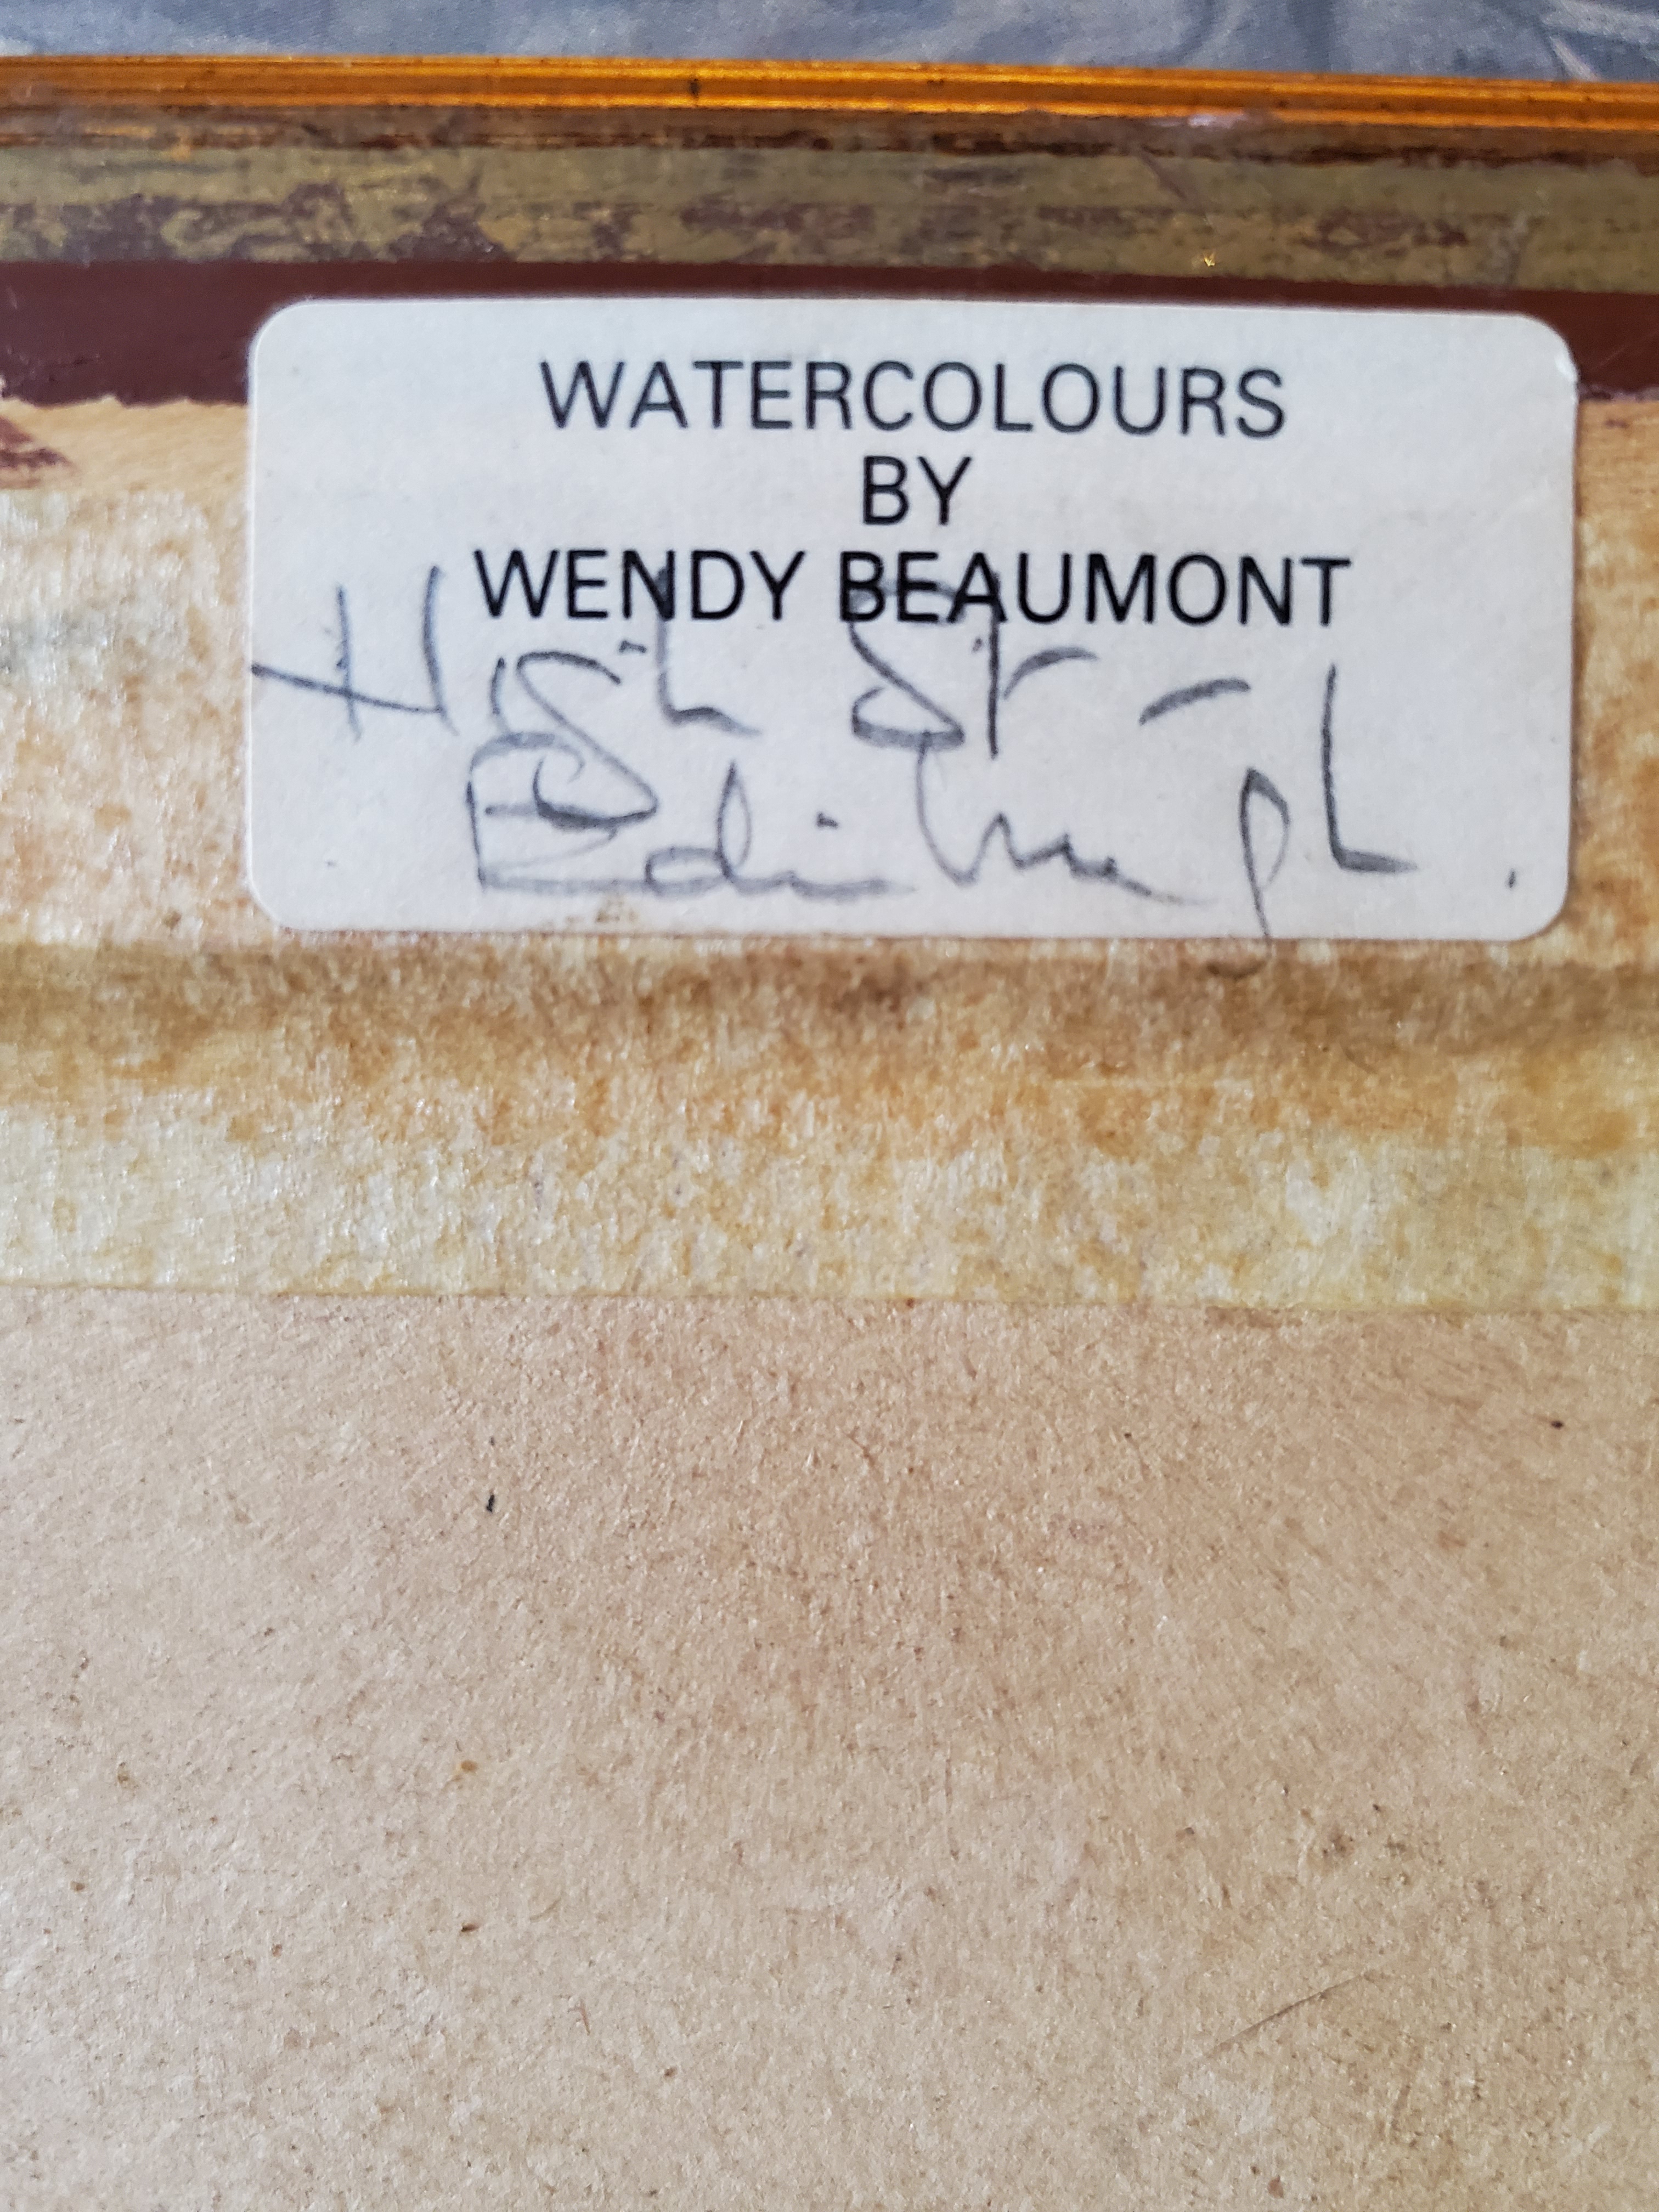 WATERCOLOURS
BY
WENDY BEAUMONT
High St -
Edinburgh.